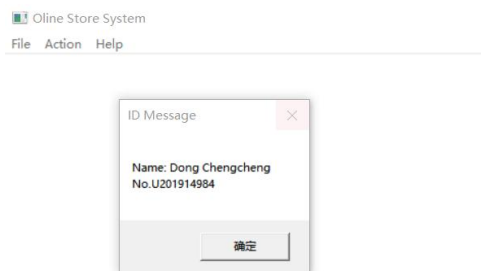 Oline Store System
File Action Help
ID Message
Name: Dong Chengcheng
No.U201914984
确定